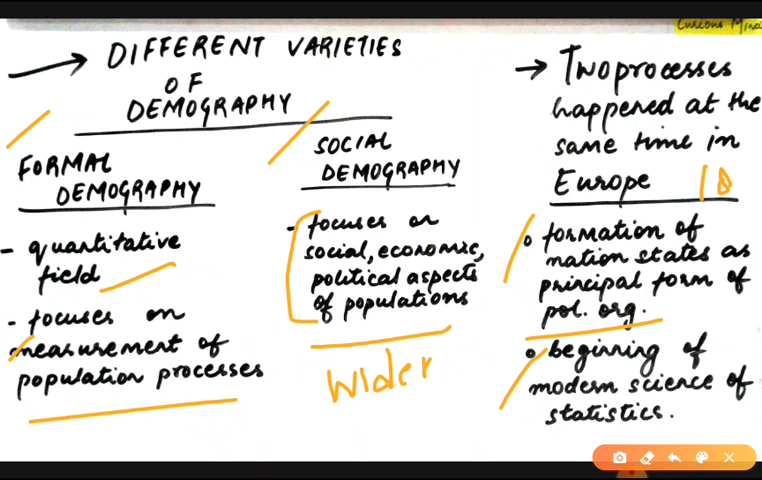 Curious Mind
→ DIFFERENT VARIETIES
OF
DEMOGRAPHY
FORMAL
DEMOGRAPHY
- quantitative
field
- focuses on
measurement of
population processes
SOCIAL
DEMOGRAPHY
- focuses on
social, economic,
political aspects
of populations
Wider
→ Two processes
happened at the
same time in
Europe
• formation of
nation states as
principal form of
pol. org.
• beginning of
modern science of
statistics.